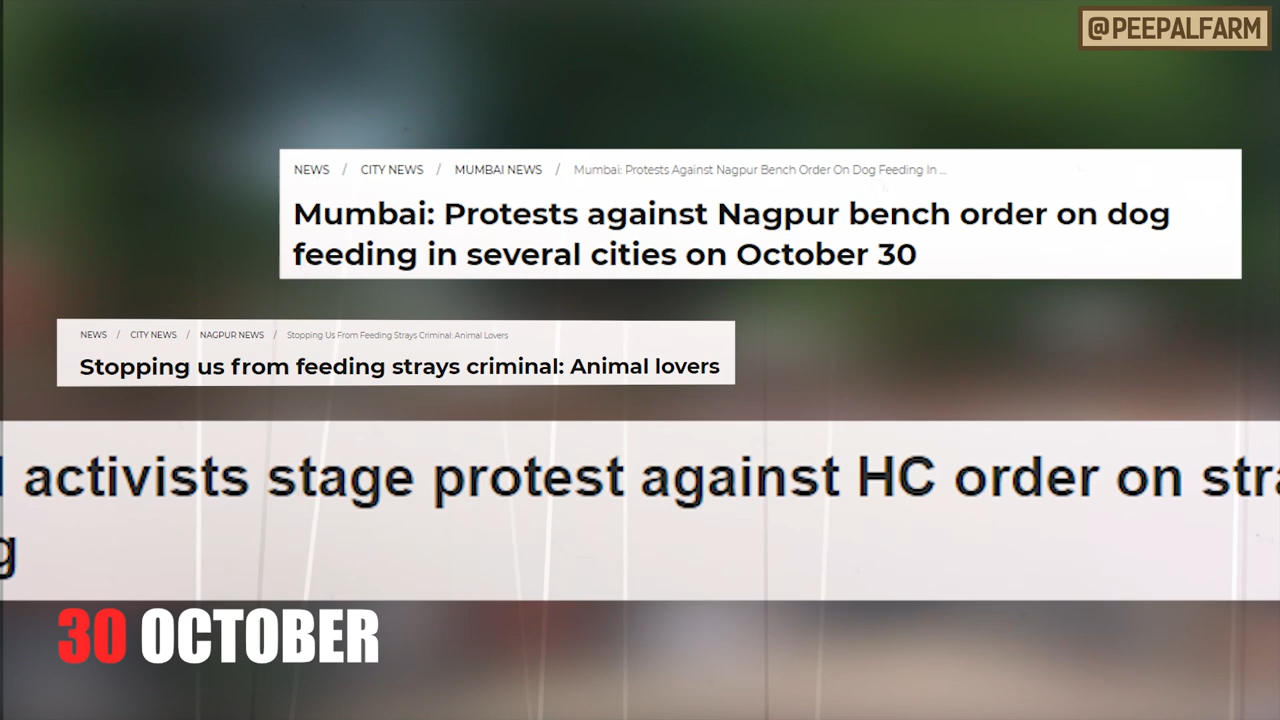 @PEEPALFARM
NEWS / CITY NEWS / MUMBAI NEWS / Mumbai: Protests Against Nagpur Bench Order On Dog Feeding In ...
Mumbai: Protests against Nagpur bench order on dog
feeding in several cities on October 30
NEWS / CITY NEWS / NAGPUR NEWS / Stopping Us From Feeding Strays Criminal: Animal Lovers
Stopping us from feeding strays criminal: Animal lovers
activists stage protest against HC order on
30 OCTOBER